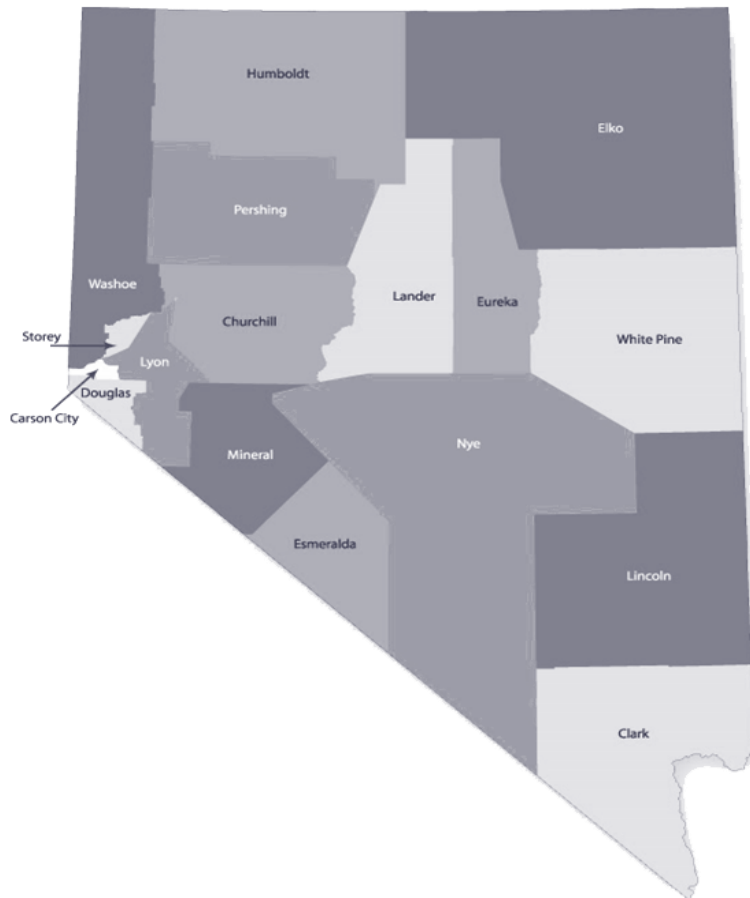 Humboldt
Elko
Pershing
Washoe
Lander
Eureka
Churchill
Storey
White Pine
Lyon
Douglas
Carson City
Nye
Mineral
Esmeralda
Lincoln
Clark